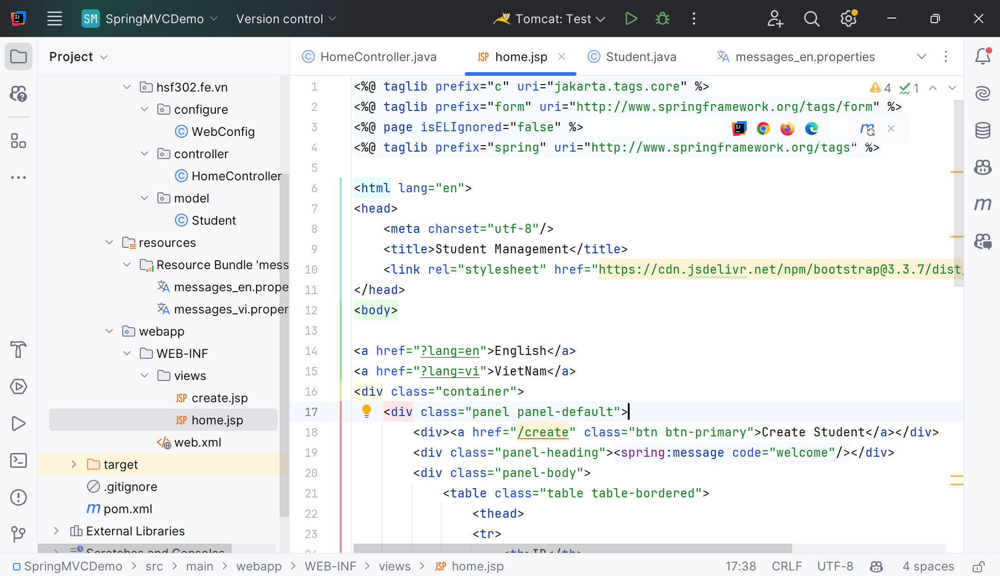 SM SpringMVCDemo Version control Tomcat: Test
Project
hsf302.fe.vn
configure
WebConfig
controller
HomeController
model
Student
resources
Resource Bundle 'mess
messages_en.prope
messages_vi.proper
webapp
WEB-INF
views
JSP create.jsp
JSP home.jsp
web.xml
target
.gitignore
pom.xml
External Libraries
Scratches and Consoles
HomeController.java JSP home.jsp Student.java messages_en.properties
4 1
1 <%@ taglib prefix="c" uri="jakarta.tags.core" %>
2 <%@ taglib prefix="form" uri="http://www.springframework.org/tags/form" %>
3 <%@ page isELIgnored="false" %>
4 <%@ taglib prefix="spring" uri="http://www.springframework.org/tags" %>
5
6 <html lang="en">
7 <head>
8 <meta charset="utf-8"/>
9 <title>Student Management</title>
10 <link rel="stylesheet" href="https://cdn.jsdelivr.net/npm/bootstrap@3.3.7/dist/
11 </head>
12 <body>
13
14 <a href="?lang=en">English</a>
15 <a href="?lang=vi">VietNam</a>
16 <div class="container">
17 <div class="panel panel-default">
18 <div><a href="/create" class="btn btn-primary">Create Student</a></div>
19 <div class="panel-heading"><spring:message code="welcome"/></div>
20 <div class="panel-body">
21 <table class="table table-bordered">
22 <thead>
23 <tr>
SpringMVCDemo > src > main > webapp > WEB-INF > views > JSP home.jsp 17:38 CRLF UTF-8 4 spaces